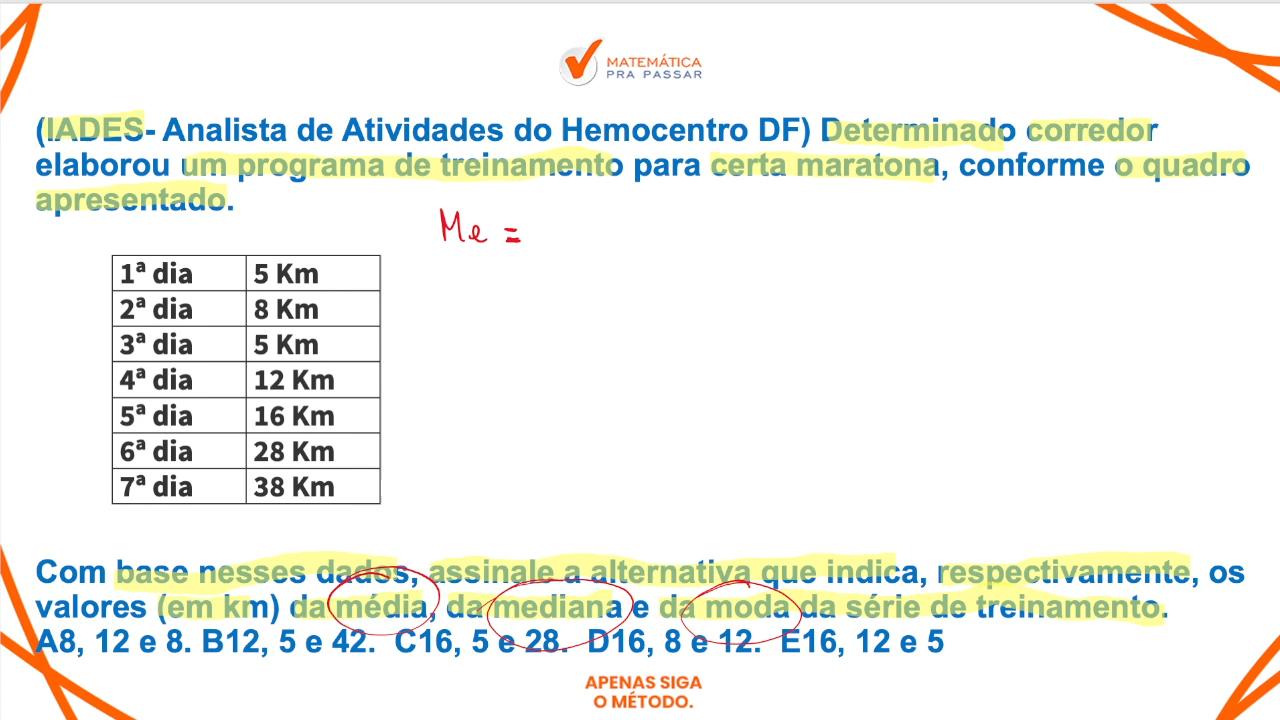 MATEMÁTICA
PRA PASSAR
(IADES- Analista de Atividades do Hemocentro DF) Determinado corredor
elaborou um programa de treinamento para certa maratona, conforme o quadro
apresentado.
Me =
1ª dia 5 Km
2ª dia 8 Km
3ª dia 5 Km
4ª dia 12 Km
5ª dia 16 Km
6ª dia 28 Km
7ª dia 38 Km
Com base nesses dados, assinale a alternativa que indica, respectivamente, os
valores (em km) da média, da mediana e da moda da série de treinamento.
A8, 12 e 8. B12, 5 e 42. C16, 5 e 28. D16, 8 e 12. E16, 12 e 5
APENAS SIGA
O MÉTODO.